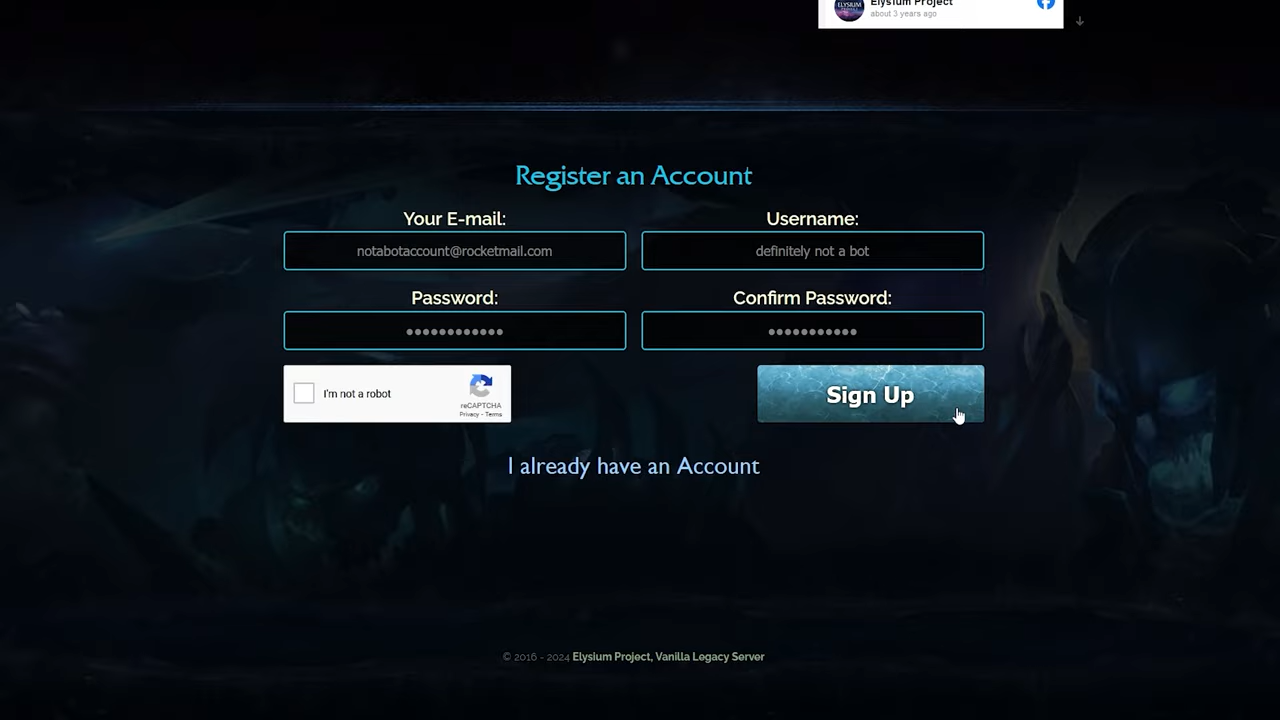 ELYSIUM
Elysium Project
about 3 years ago
Register an Account
Your E-mail:
Username:
notabotaccount@rocketmail.com
definitely not a bot
Password:
Confirm Password:
••••••••••••
•••••••••••
I'm not a robot
reCAPTCHA
Privacy - Terms
Sign Up
I already have an Account
© 2016 - 2024 Elysium Project, Vanilla Legacy Server